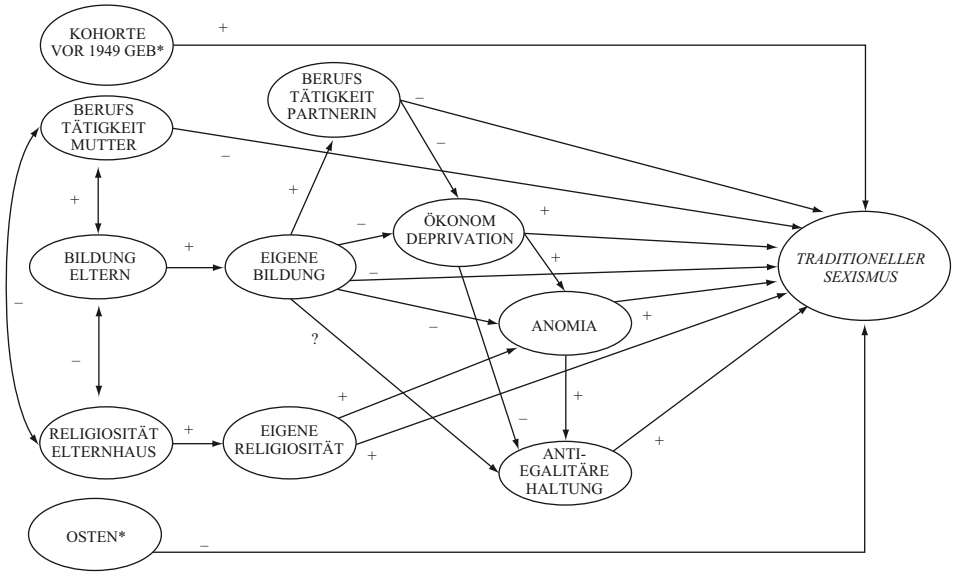 KOHORTE
VOR 1949 GEB*
+
BERUFS
TÄTIGKEIT
PARTNERIN
–
BERUFS
TÄTIGKEIT
MUTTER
–
–
+
+
ÖKONOM
DEPRIVATION
+
–
BILDUNG
ELTERN
+
EIGENE
BILDUNG
–
+
TRADITIONELLER
SEXISMUS
–
–
ANOMIA
+
?
–
+
+
–
RELIGIOSITÄT
ELTERNHAUS
+
EIGENE
RELIGIOSITÄT
+
–
+
ANTI-
EGALITÄRE
HALTUNG
OSTEN*
–